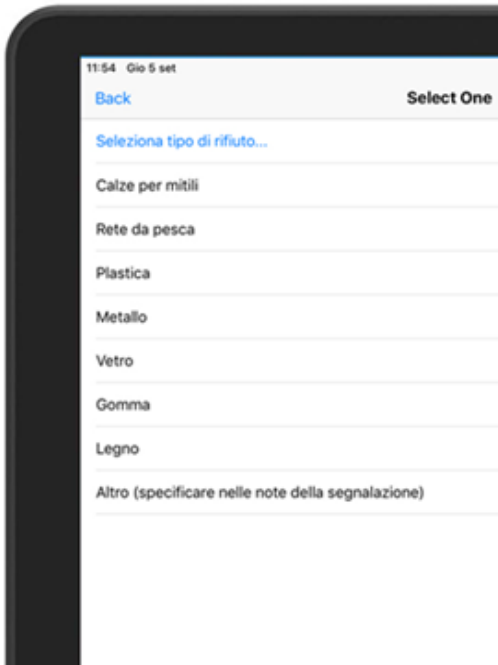 11:54 Gio 5 set
Back Select One
Seleziona tipo di rifiuto...
Calze per mitili
Rete da pesca
Plastica
Metallo
Vetro
Gomma
Legno
Altro (specificare nelle note della segnalazione)